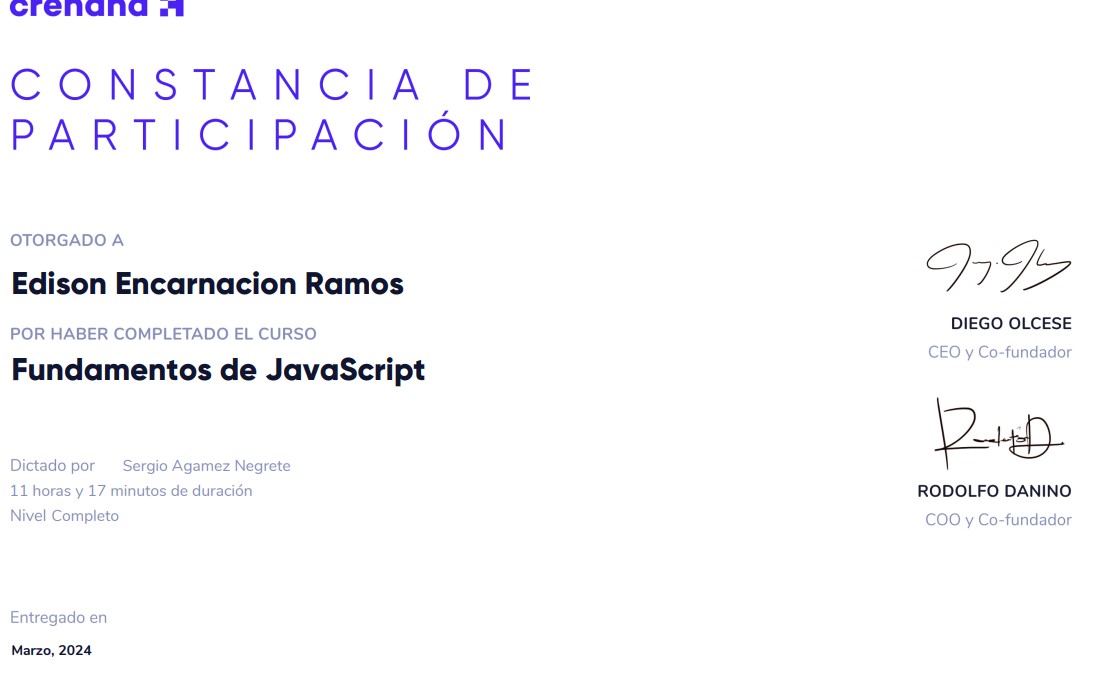 crehana
CONSTANCIA DE
PARTICIPACIÓN
OTORGADO A
Edison Encarnacion Ramos
POR HABER COMPLETADO EL CURSO
Fundamentos de JavaScript
Dictado por Sergio Agamez Negrete
11 horas y 17 minutos de duración
Nivel Completo
Entregado en
Marzo, 2024
DIEGO OLCESE
CEO y Co-fundador
RODOLFO DANINO
COO y Co-fundador